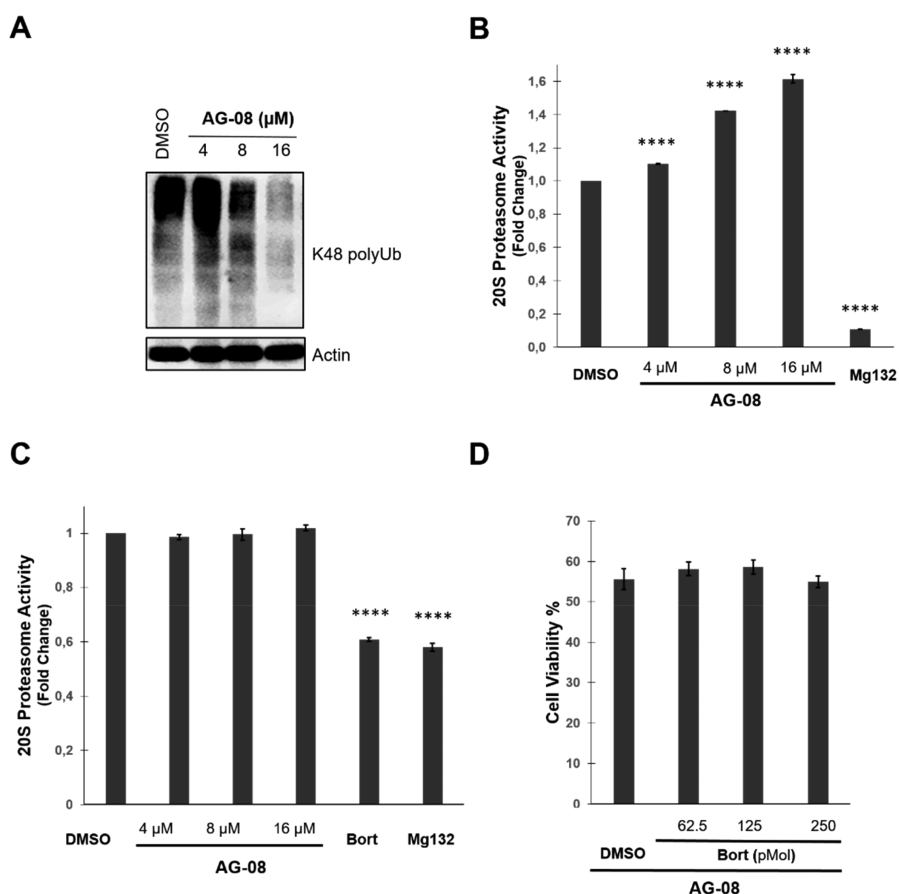 A
DMSO
AG-08 (µM)
4 8 16
K48 polyUb
Actin
B
20S Proteasome Activity
(Fold Change)
1,6
1,4
1,2
1,0
0,8
0,6
0,4
0,2
0,0
****
****
****
****
DMSO 4 µM 8 µM 16 µM Mg132
AG-08
C
20S Proteasome Activity
(Fold Change)
1
0,8
0,6
0,4
0,2
0
**** ****
DMSO 4 µM 8 µM 16 µM Bort Mg132
AG-08
D
Cell Viability %
70
60
50
40
30
20
10
0
62.5 125 250
DMSO Bort (pMol)
AG-08